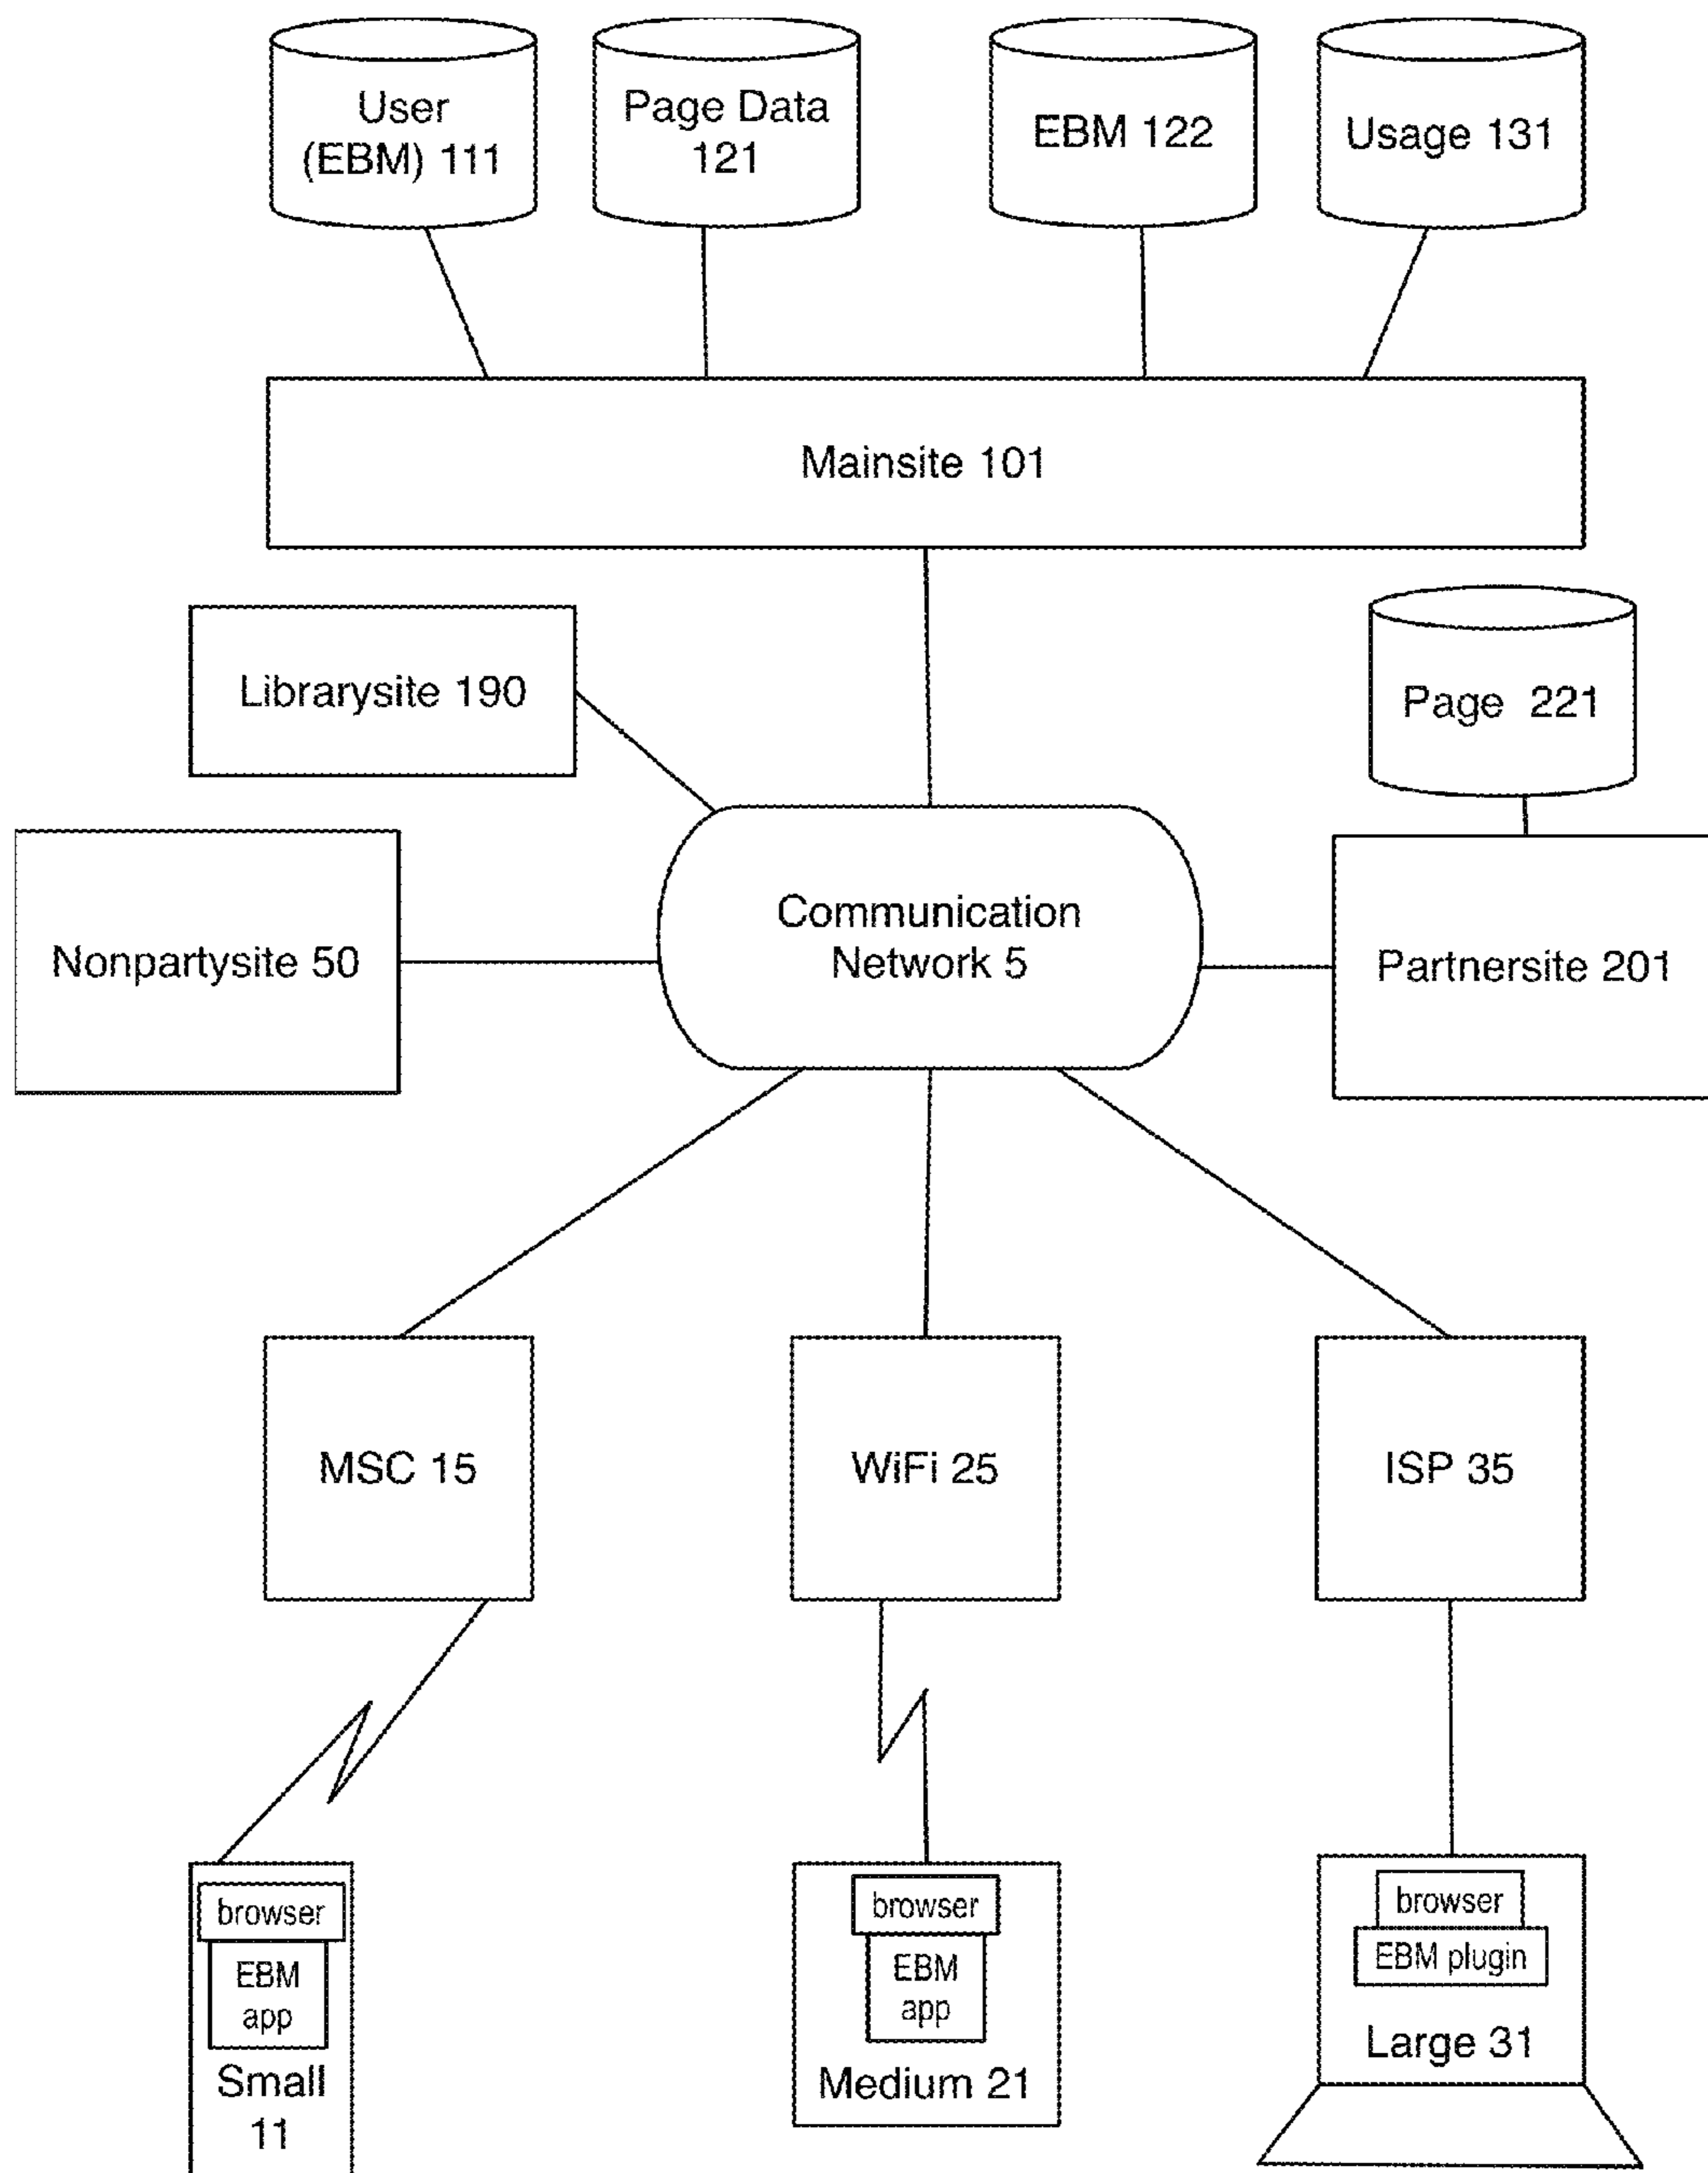 User
(EBM) 111
Page Data
121
EBM 122
Usage 131
Mainsite 101
Librarysite 190
Page 221
Nonpartysite 50
Communication
Network 5
Partnersite 201
MSC 15
WiFi 25
ISP 35
browser
EBM
app
Small
11
browser
EBM
app
Medium 21
browser
EBM plugin
Large 31